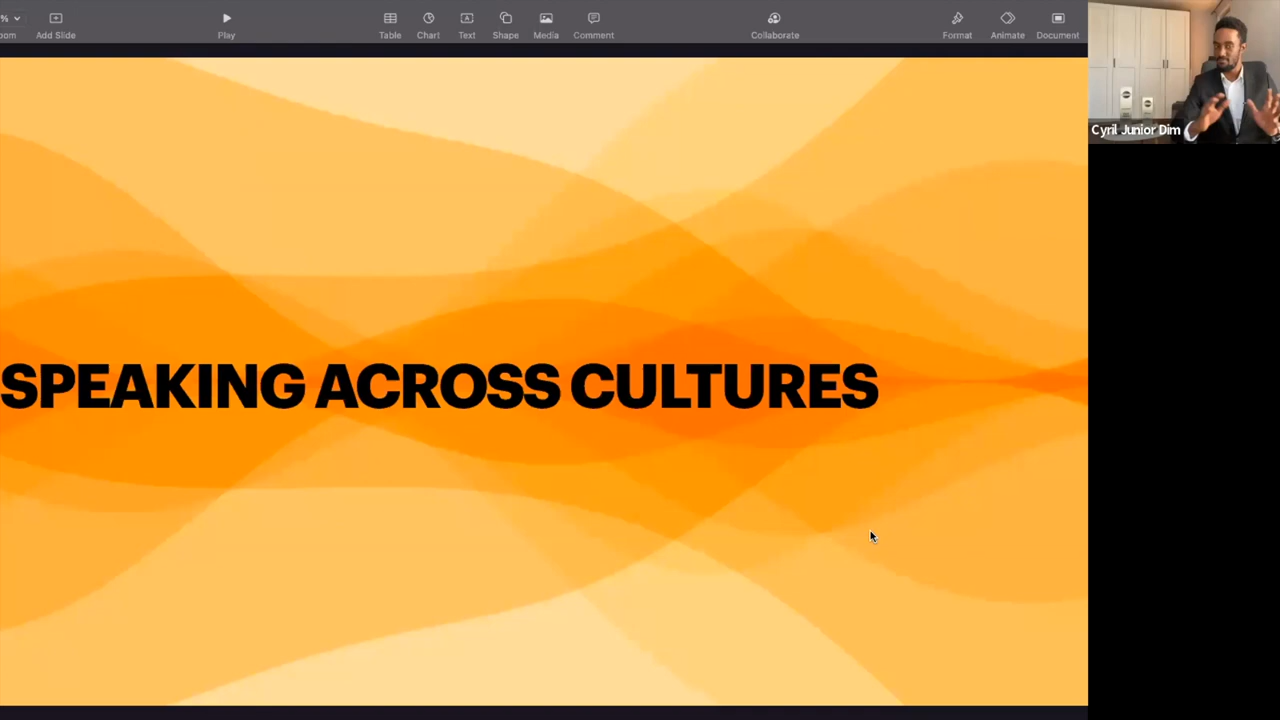 %
Add Slide
Play
Table
Chart
Text
Shape
Media
Comment
Collaborate
Format
Animate
Document
Cyril Junior Dim
SPEAKING ACROSS CULTURES